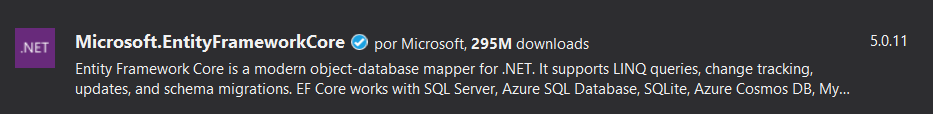 .NET
Microsoft.EntityFrameworkCore por Microsoft, 295M downloads 5.0.11
Entity Framework Core is a modern object-database mapper for .NET. It supports LINQ queries, change tracking,
updates, and schema migrations. EF Core works with SQL Server, Azure SQL Database, SQLite, Azure Cosmos DB, My...